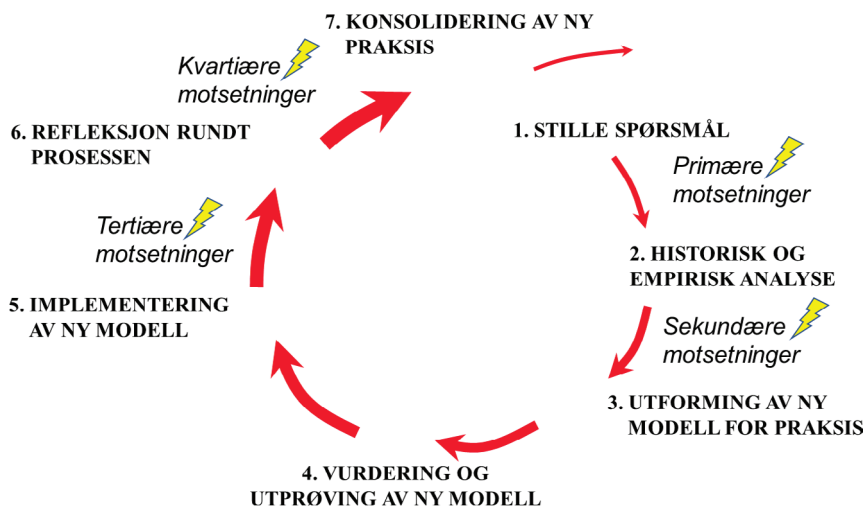 7. KONSOLIDERING AV NY
PRAKSIS
Kvartiære
motsetninger
1. STILLE SPØRSMÅL
6. REFLEKSJON RUNDT
PROSESSEN
Primære
motsetninger
Tertiære
motsetninger
2. HISTORISK OG
EMPIRISK ANALYSE
5. IMPLEMENTERING
AV NY MODELL
Sekundære
motsetninger
3. UTFORMING AV NY
MODELL FOR PRAKSIS
4. VURDERING OG
UTPRØVING AV NY MODELL